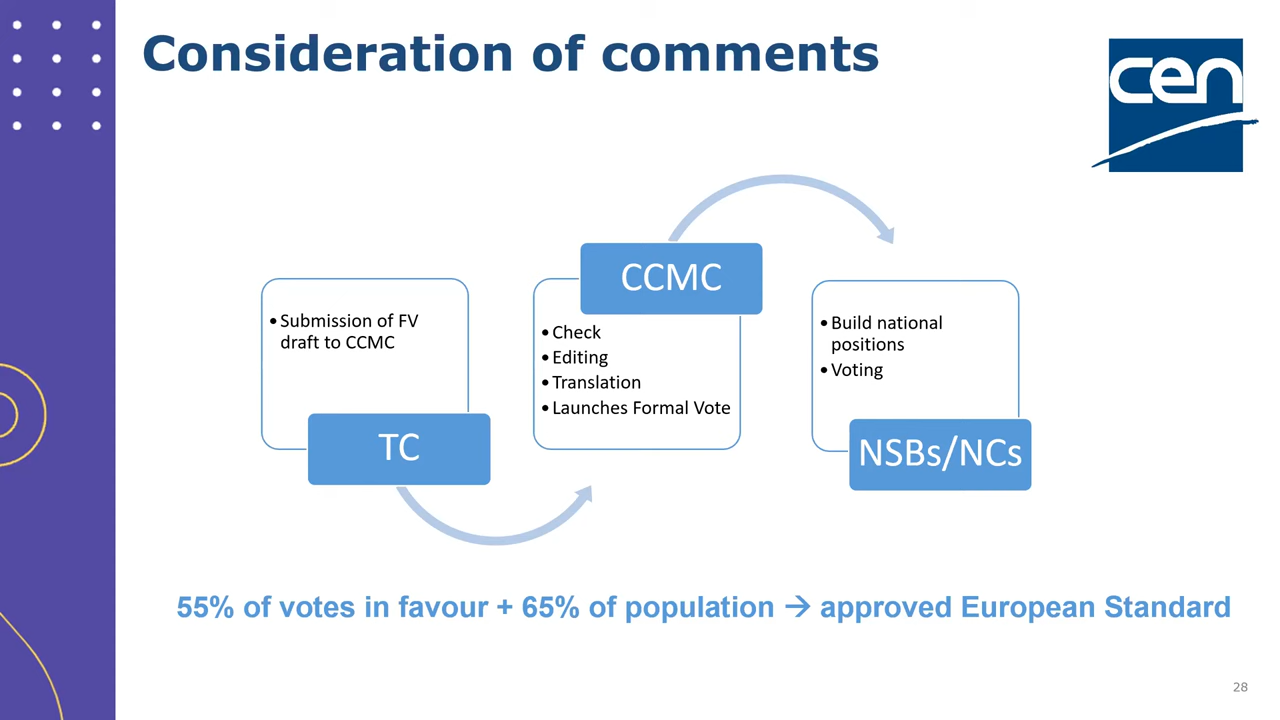 Consideration of comments
cen
• Submission of FV
draft to CCMC
TC
CCMC
• Check
• Editing
• Translation
• Launches Formal Vote
• Build national
positions
• Voting
NSBs/NCs
55% of votes in favour + 65% of population → approved European Standard
28